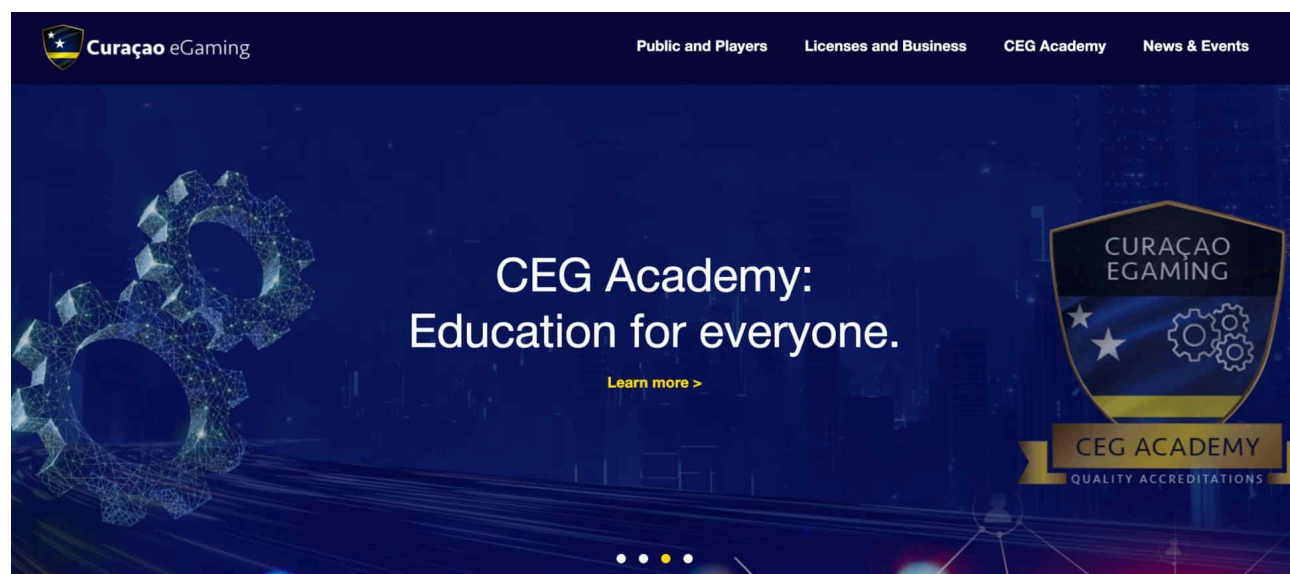 Curaçao eGaming
Public and Players
Licenses and Business
CEG Academy
News & Events
CEG Academy:
Education for everyone.
Learn more >
CURAÇAO
EGAMING
CEG ACADEMY
QUALITY ACCREDITATIONS